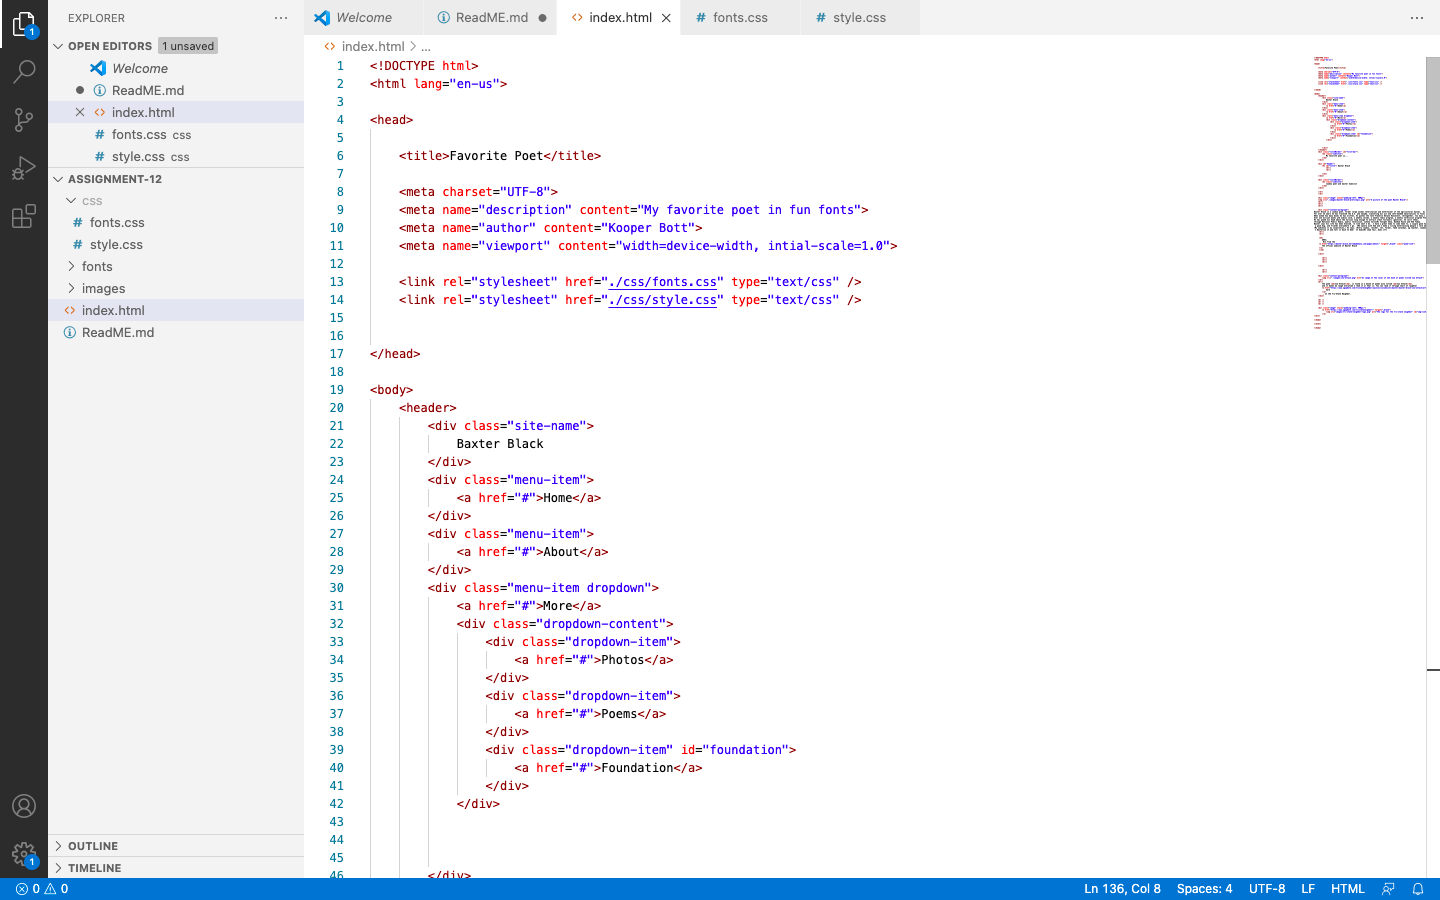 EXPLORER
OPEN EDITORS 1 unsaved
Welcome
ReadME.md
index.html
fonts.css css
style.css css
ASSIGNMENT-12
css
fonts.css
style.css
fonts
images
index.html
ReadME.md
OUTLINE
TIMELINE
1
1
Welcome ReadME.md index.html fonts.css style.css
index.html > ...
1 <!DOCTYPE html>
2 <html lang="en-us">
3
4 <head>
5
6 <title>Favorite Poet</title>
7
8 <meta charset="UTF-8">
9 <meta name="description" content="My favorite poet in fun fonts">
10 <meta name="author" content="Kooper Bott">
11 <meta name="viewport" content="width=device-width, intial-scale=1.0">
12
13 <link rel="stylesheet" href="./css/fonts.css" type="text/css" />
14 <link rel="stylesheet" href="./css/style.css" type="text/css" />
15
16
17 </head>
18
19 <body>
20 <header>
21 <div class="site-name">
22 Baxter Black
23 </div>
24 <div class="menu-item">
25 <a href="#">Home</a>
26 </div>
27 <div class="menu-item">
28 <a href="#">About</a>
29 </div>
30 <div class="menu-item dropdown">
31 <a href="#">More</a>
32 <div class="dropdown-content">
33 <div class="dropdown-item">
34 <a href="#">Photos</a>
35 </div>
36 <div class="dropdown-item">
37 <a href="#">Poems</a>
38 </div>
39 <div class="dropdown-item" id="foundation">
40 <a href="#">Foundation</a>
41 </div>
42 </div>
43
44
45
46 </div>
0 0 Ln 136, Col 8 Spaces: 4 UTF-8 LF HTML